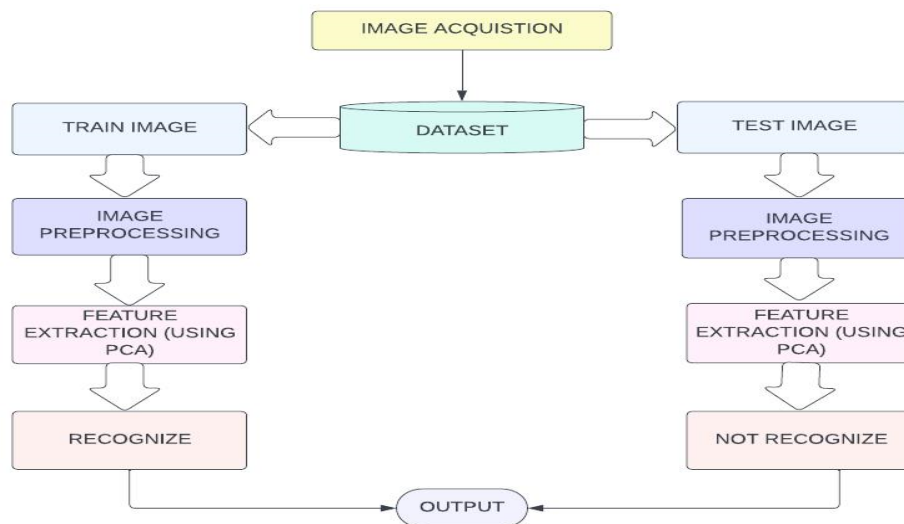 IMAGE ACQUISTION
TRAIN IMAGE
DATASET
TEST IMAGE
IMAGE
PREPROCESSING
IMAGE
PREPROCESSING
FEATURE
EXTRACTION (USING
PCA)
FEATURE
EXTRACTION (USING
PCA)
RECOGNIZE
NOT RECOGNIZE
OUTPUT